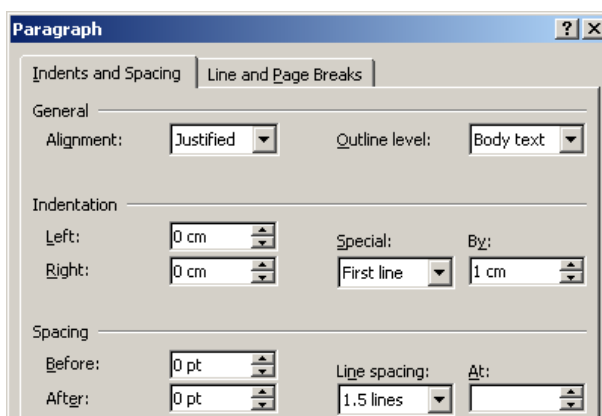 Paragraph
Indents and Spacing Line and Page Breaks
General
Alignment: Justified Outline level: Body text
Indentation
Left: 0 cm Special: By:
Right: 0 cm First line 1 cm
Spacing
Before: 0 pt Line spacing: At:
After: 0 pt 1.5 lines